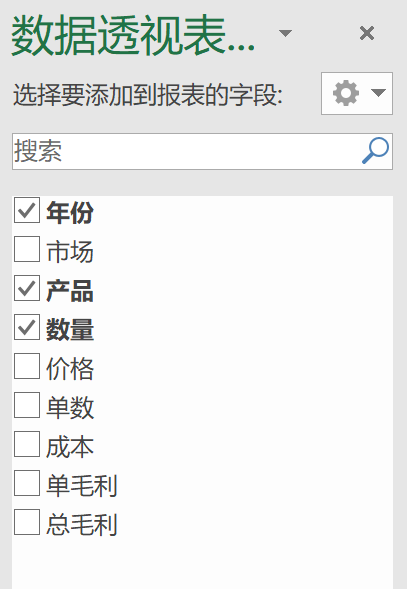 数据透视表...
选择要添加到报表的字段:
搜索
年份
市场
产品
数量
价格
单数
成本
单毛利
总毛利